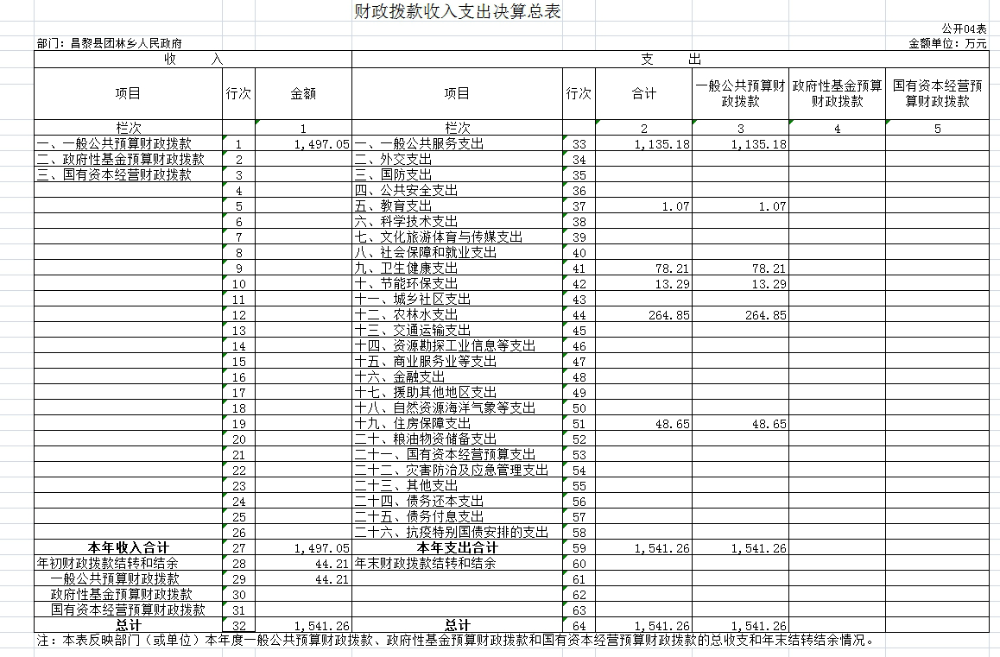 财政拨款收入支出决算总表
公开04表
部门：昌黎县团林乡人民政府 金额单位：万元
收 入 支 出
项目 行次 金额 项目 行次 合计 一般公共预算财政拨款 政府性基金预算财政拨款 国有资本经营预算财政拨款
栏次 1 栏次 2 3 4 5
一、一般公共预算财政拨款 1 1,497.05 一、一般公共服务支出 33 1,135.18 1,135.18
二、政府性基金预算财政拨款 2 二、外交支出 34
三、国有资本经营财政拨款 3 三、国防支出 35
4 四、公共安全支出 36
5 五、教育支出 37 1.07 1.07
6 六、科学技术支出 38
7 七、文化旅游体育与传媒支出 39
8 八、社会保障和就业支出 40
9 九、卫生健康支出 41 78.21 78.21
10 十、节能环保支出 42 13.29 13.29
11 十一、城乡社区支出 43
12 十二、农林水支出 44 264.85 264.85
13 十三、交通运输支出 45
14 十四、资源勘探工业信息等支出 46
15 十五、商业服务业等支出 47
16 十六、金融支出 48
17 十七、援助其他地区支出 49
18 十八、自然资源海洋气象等支出 50
19 十九、住房保障支出 51 48.65 48.65
20 二十、粮油物资储备支出 52
21 二十一、国有资本经营预算支出 53
22 二十二、灾害防治及应急管理支出 54
23 二十三、其他支出 55
24 二十四、债务还本支出 56
25 二十五、债务付息支出 57
26 二十六、抗疫特别国债安排的支出 58
本年收入合计 27 1,497.05 本年支出合计 59 1,541.26 1,541.26
年初财政拨款结转和结余 28 44.21 年末财政拨款结转和结余 60
一般公共预算财政拨款 29 44.21 61
政府性基金预算财政拨款 30 62
国有资本经营预算财政拨款 31 63
总计 32 1,541.26 总计 64 1,541.26 1,541.26
注：本表反映部门（或单位）本年度一般公共预算财政拨款、政府性基金预算财政拨款和国有资本经营预算财政拨款的总收支和年末结转结余情况。